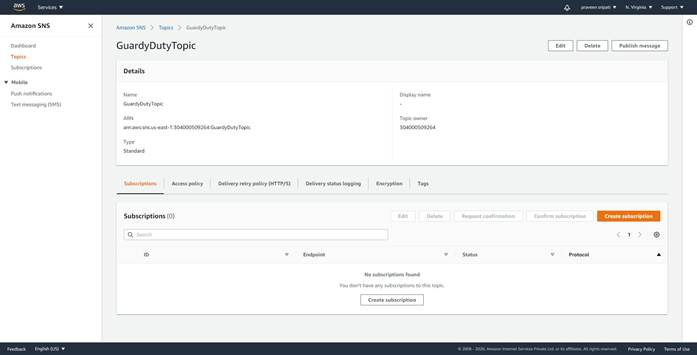 aws
Services
praveen sripati
N. Virginia
Support
Amazon SNS
Dashboard
Topics
Subscriptions
Mobile
Push notifications
Text messaging (SMS)
Amazon SNS
Topics
GuardyDutyTopic
GuardyDutyTopic
Edit
Delete
Publish message
Details
Name
GuardyDutyTopic
Display name
-
ARN
arn:aws:sns:us-east-1:304000509264:GuardyDutyTopic
Topic owner
304000509264
Type
Standard
Subscriptions
Access policy
Delivery retry policy (HTTP/S)
Delivery status logging
Encryption
Tags
Subscriptions (0)
Edit
Delete
Request confirmation
Confirm subscription
Create subscription
Search
1
ID
Endpoint
Status
Protocol
No subscriptions found
You don't have any subscriptions to this topic.
Create subscription
Feedback
English (US)
© 2008 - 2020, Amazon Internet Services Private Ltd. or its affiliates. All rights reserved.
Privacy Policy
Terms of Use